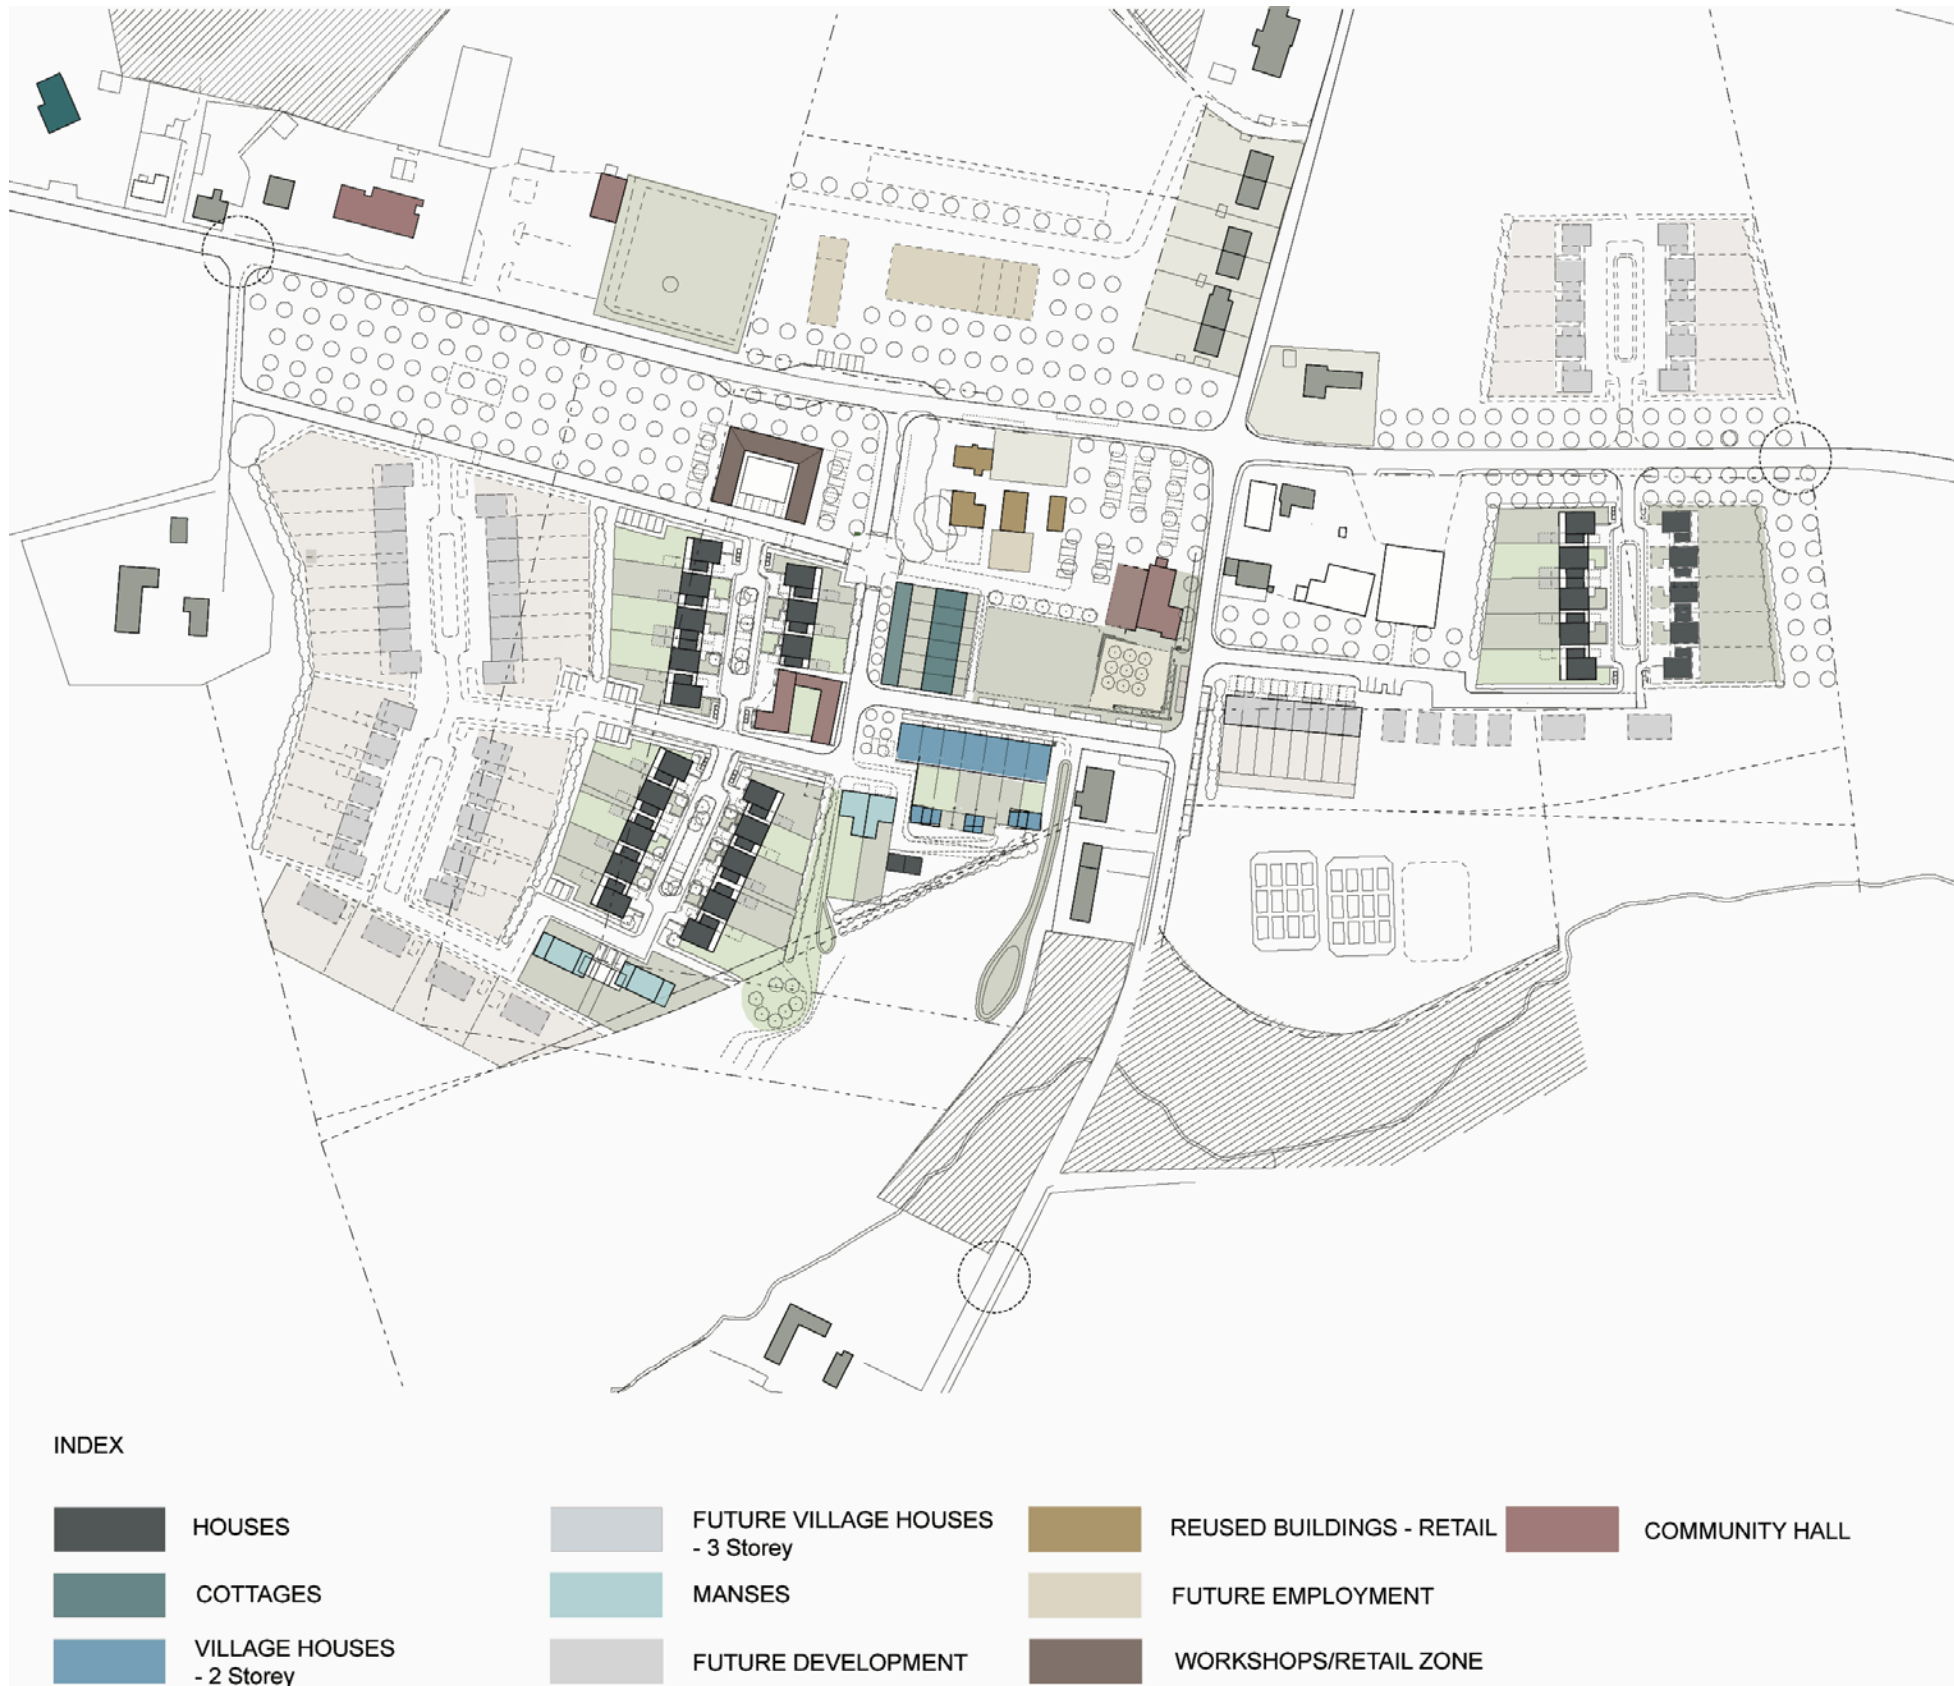 INDEX
HOUSES
COTTAGES
VILLAGE HOUSES
- 2 Storey
FUTURE VILLAGE HOUSES
- 3 Storey
MANSES
FUTURE DEVELOPMENT
REUSED BUILDINGS - RETAIL
FUTURE EMPLOYMENT
WORKSHOPS/RETAIL ZONE
COMMUNITY HALL